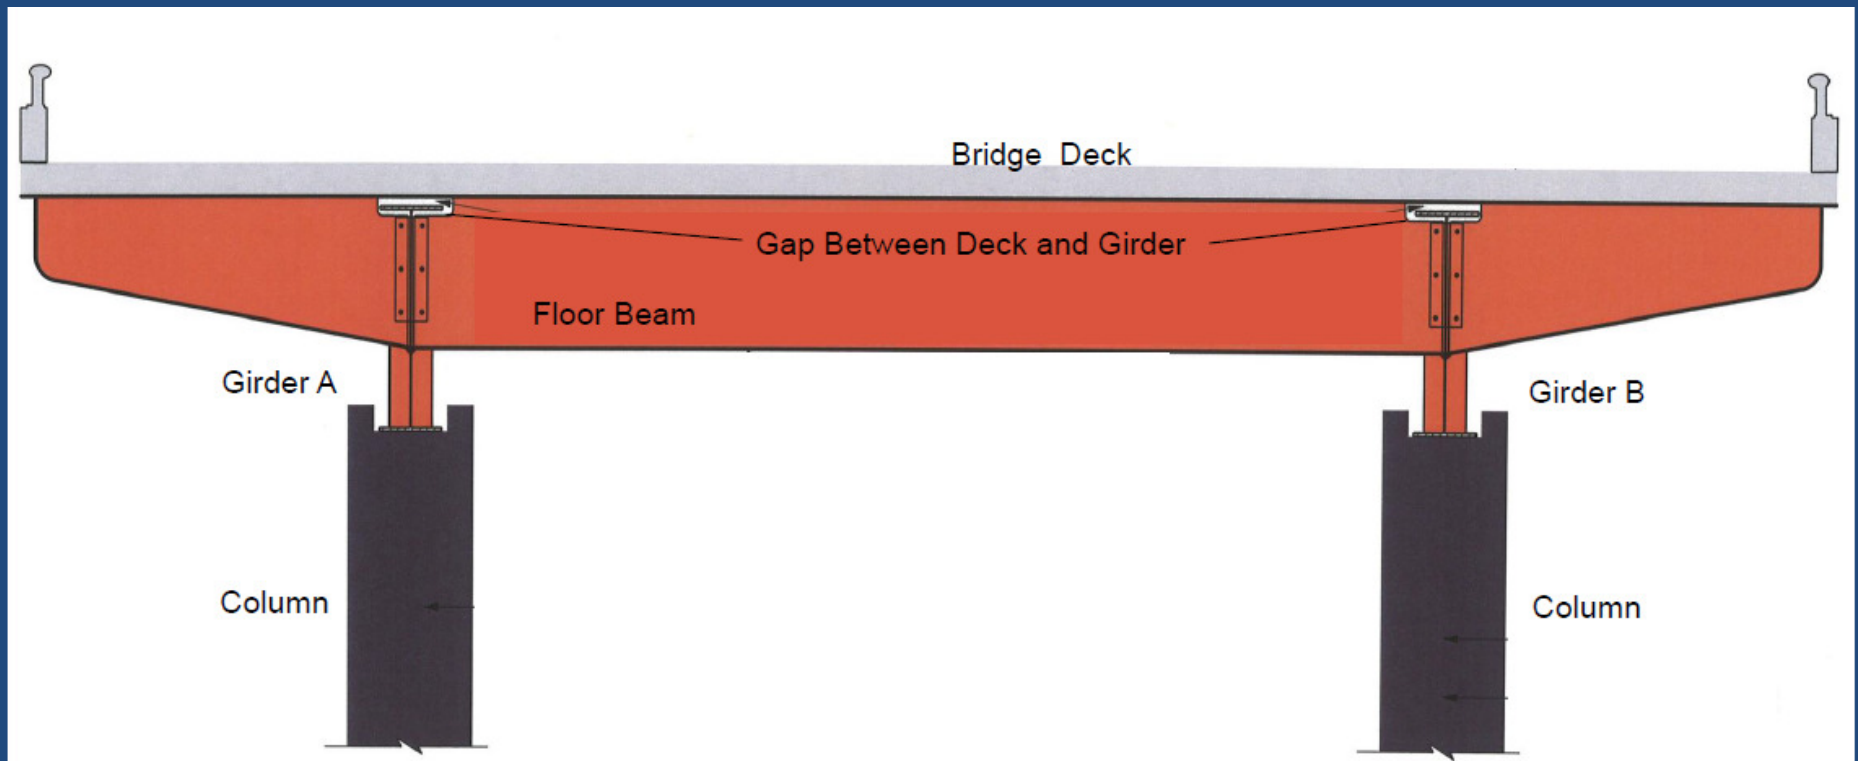 Bridge Deck
Gap Between Deck and Girder
Floor Beam
Girder A
Girder B
Column
Column